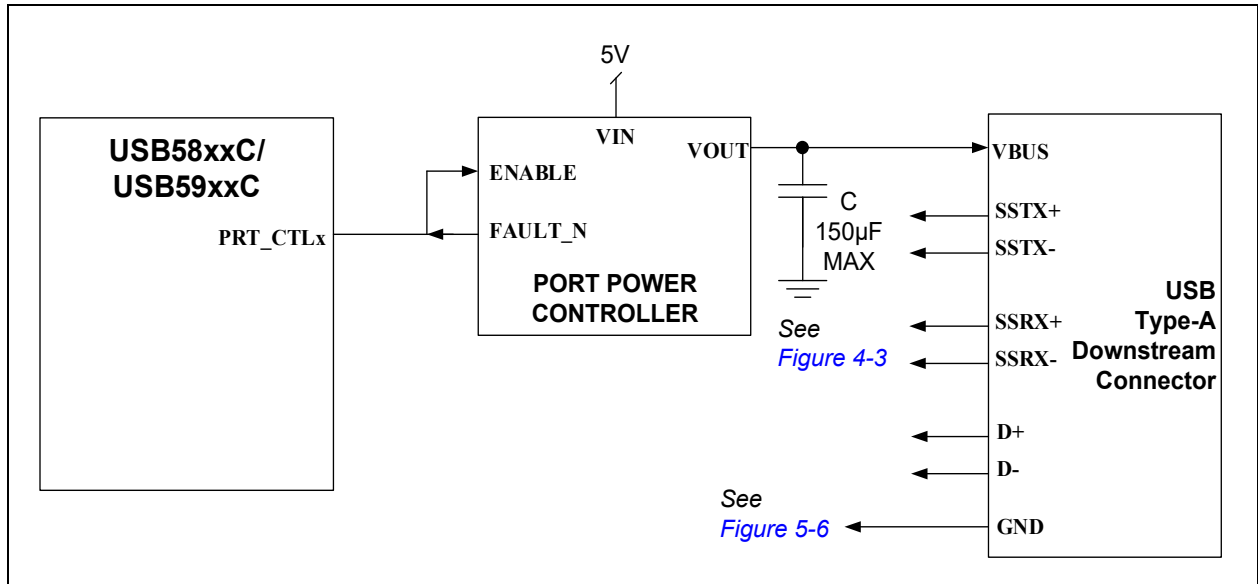 USB58xxC/
USB59xxC
PRT_CTLx
5V
VIN
VOUT
ENABLE
FAULT_N
PORT POWER
CONTROLLER
C
150µF
MAX
See
Figure 4-3
See
Figure 5-6
VBUS
SSTX+
SSTX-
SSRX+
SSRX-
D+
D-
GND
USB
Type-A
Downstream
Connector